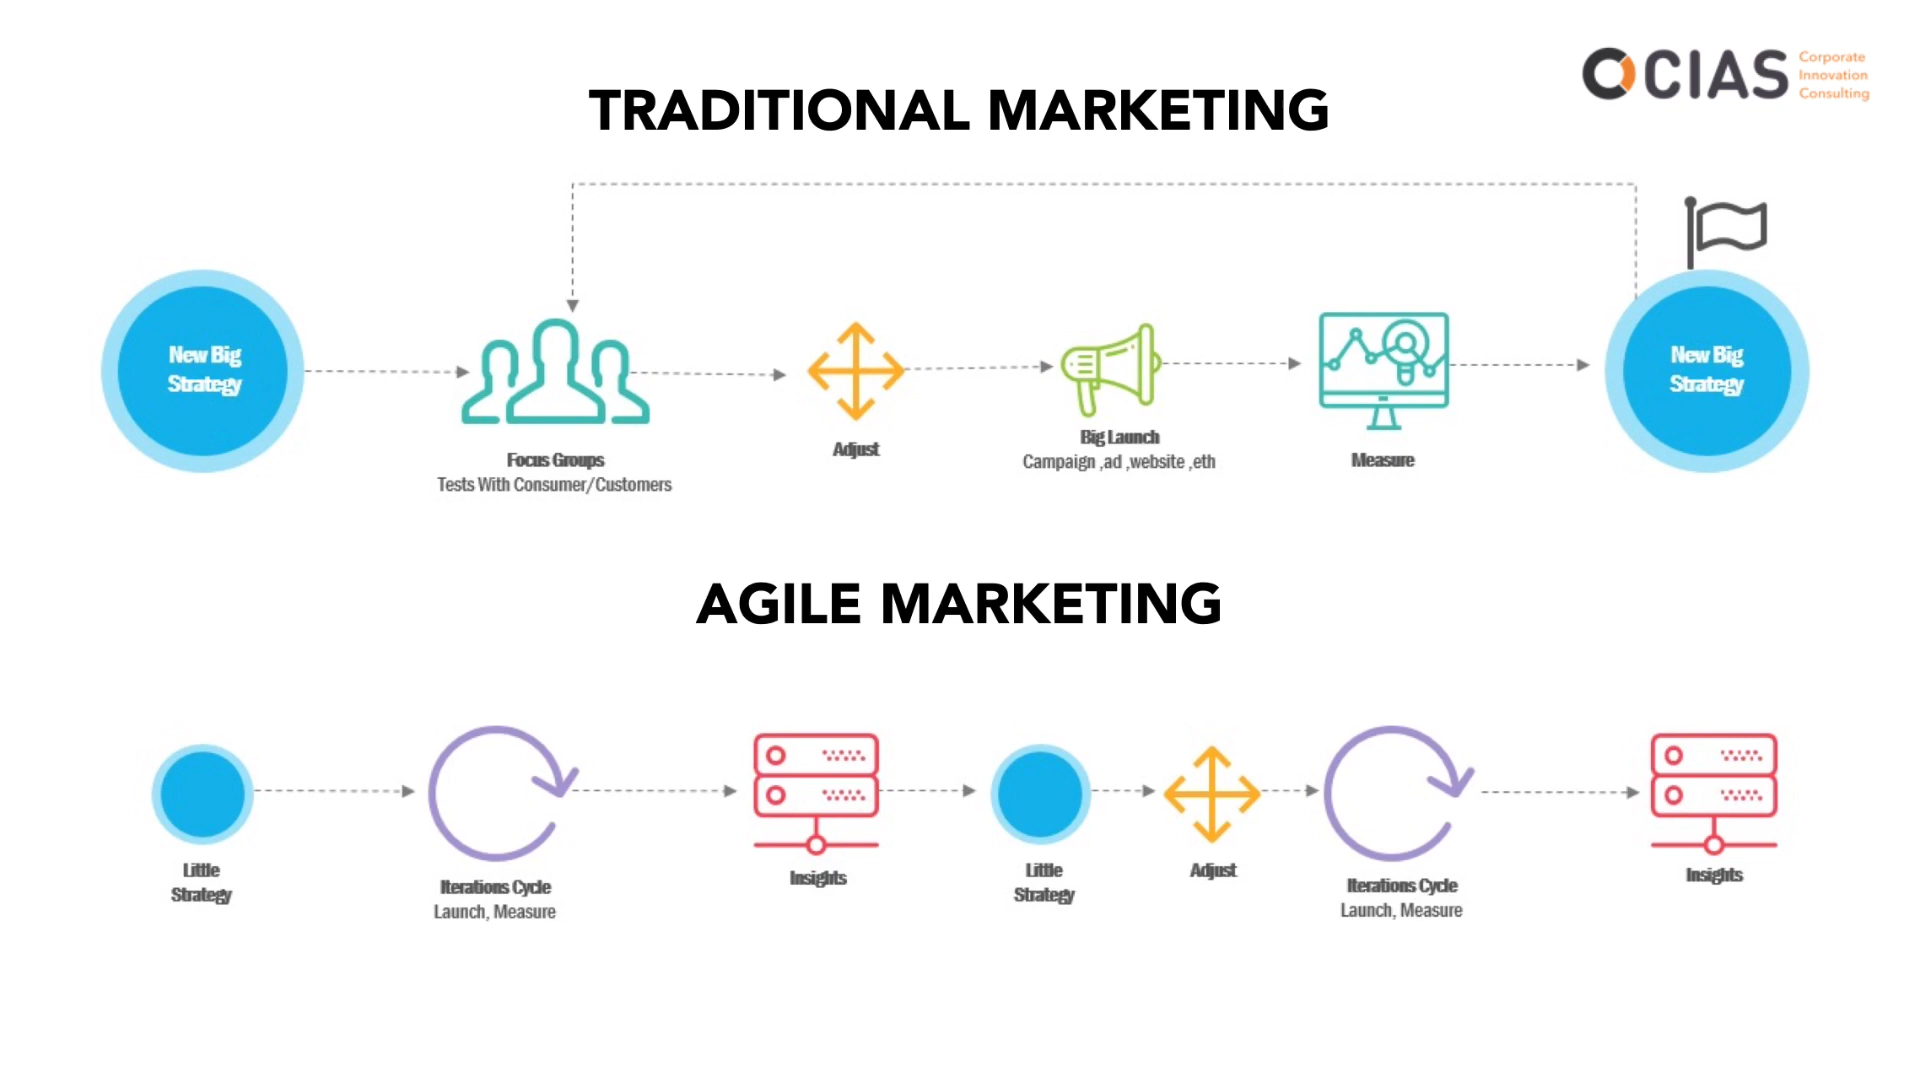 CIAS
Corporate
Innovation
Consulting
TRADITIONAL MARKETING
New Big
Strategy
Focus Groups
Tests With Consumer/Customers
Adjust
Big Launch
Campaign ,ad ,website ,eth
Measure
New Big
Strategy
AGILE MARKETING
Little
Strategy
Iterations Cycle
Launch, Measure
Insights
Little
Strategy
Adjust
Iterations Cycle
Launch, Measure
Insights